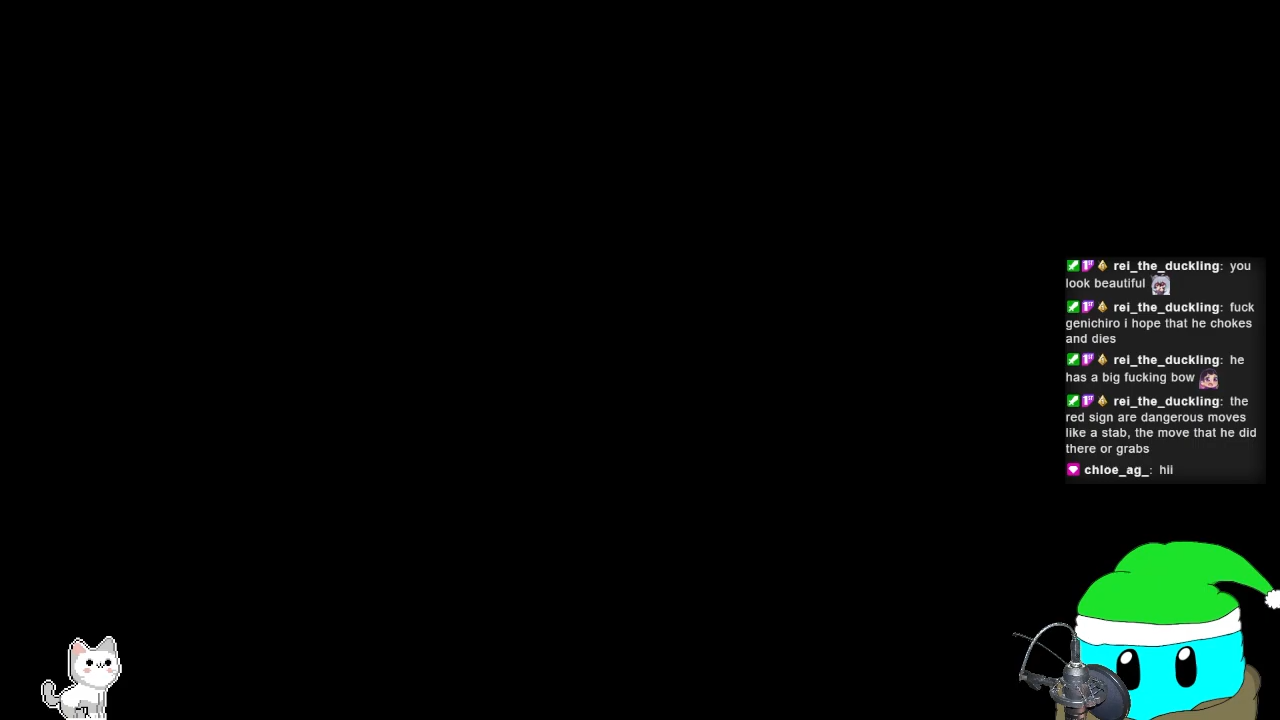 rei_the_duckling: you
look beautiful
rei_the_duckling: fuck
genichiro i hope that he chokes
and dies
rei_the_duckling: he
has a big fucking bow
rei_the_duckling: the
red sign are dangerous moves
like a stab, the move that he did
there or grabs
chloe_ag_: hii